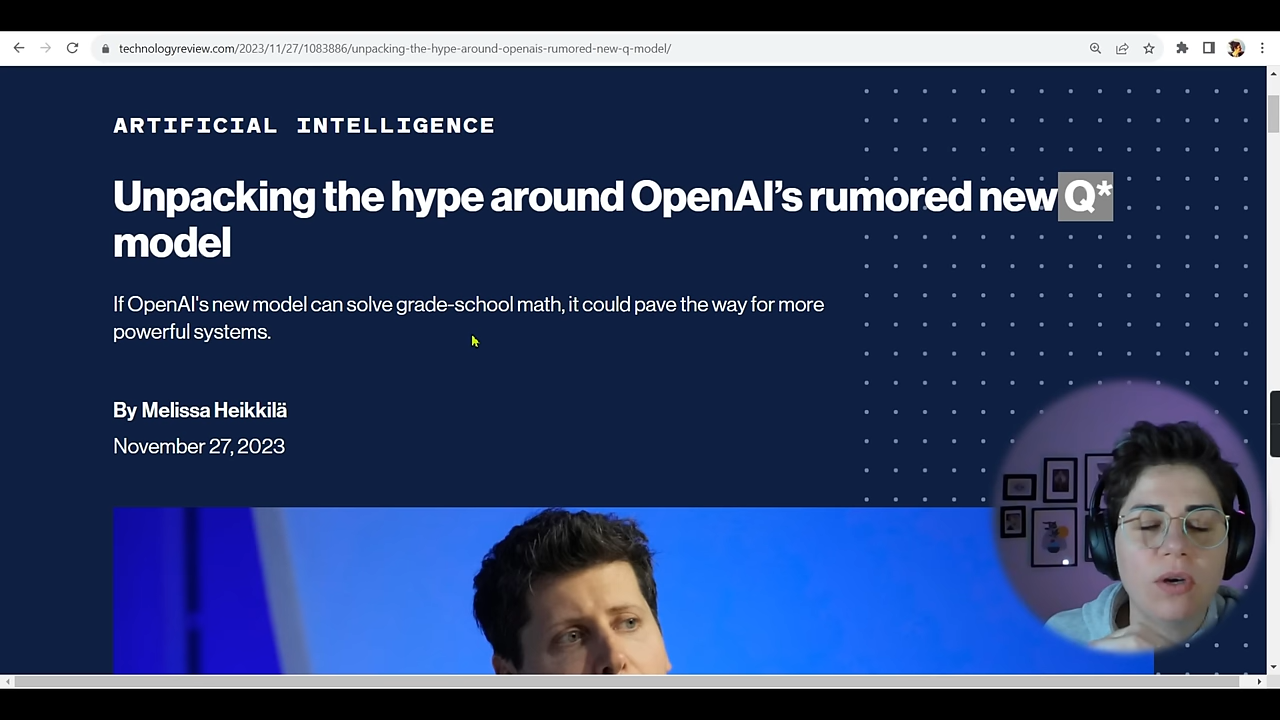 technologyreview.com/2023/11/27/1083886/unpacking-the-hype-around-openais-rumored-new-q-model/
ARTIFICIAL INTELLIGENCE
Unpacking the hype around OpenAI’s rumored new Q*
model
If OpenAI's new model can solve grade-school math, it could pave the way for more
powerful systems.
By Melissa Heikkilä
November 27, 2023